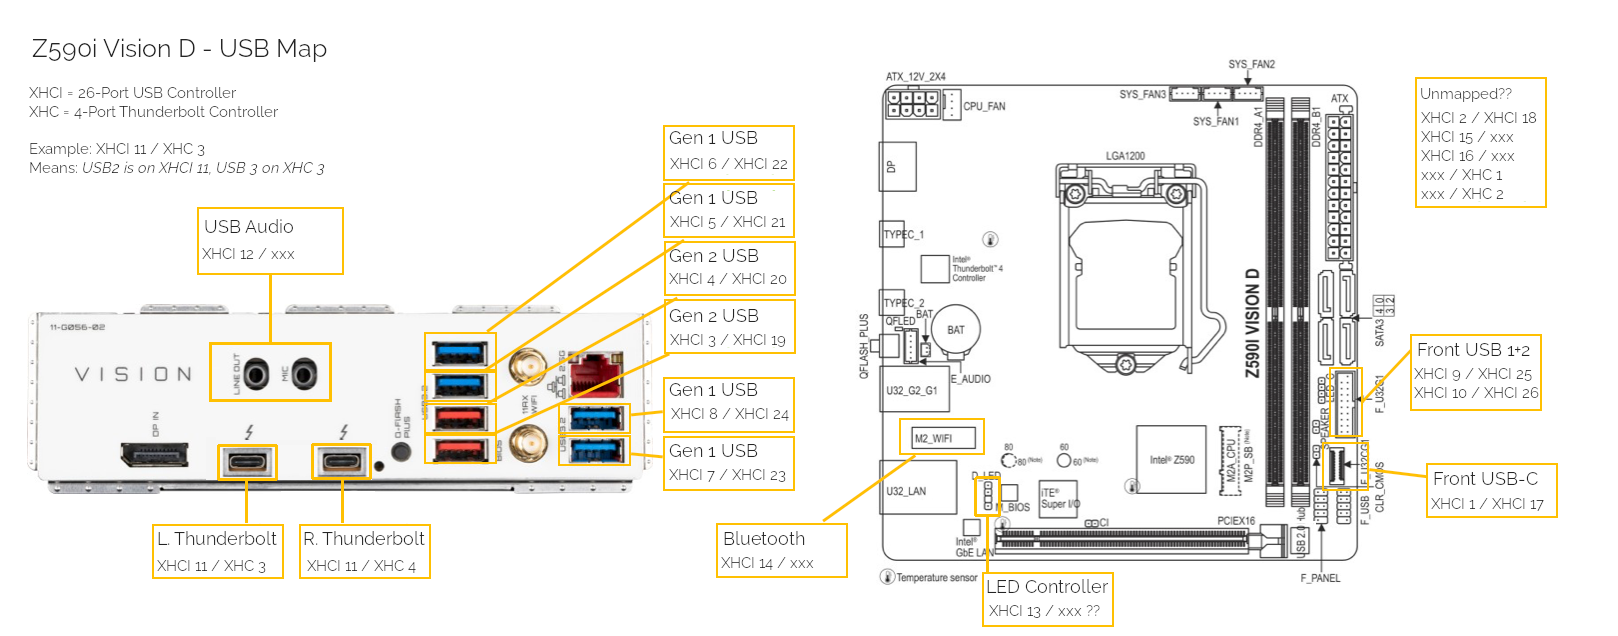 Z590i Vision D - USB Map
XHCI = 26-Port USB Controller
XHC = 4-Port Thunderbolt Controller
Example: XHCI 11 / XHC 3
Means: USB2 is on XHCI 11, USB 3 on XHC 3
USB Audio
XHCI 12 / xxx
11-G056-02
VISION
LINE OUT
MIC
DP IN
Q-FLASH
PLUS
USB3.2
BIOS
11AX
WIFI
2.5G
USB3.2
L. Thunderbolt
XHCI 11 / XHC 3
R. Thunderbolt
XHCI 11 / XHC 4
Gen 1 USB
XHCI 6 / XHCI 22
Gen 1 USB
XHCI 5 / XHCI 21
Gen 2 USB
XHCI 4 / XHCI 20
Gen 2 USB
XHCI 3 / XHCI 19
Gen 1 USB
XHCI 8 / XHCI 24
Gen 1 USB
XHCI 7 / XHCI 23
Bluetooth
XHCI 14 / xxx
ATX_12V_2X4
CPU_FAN
SYS_FAN3
SYS_FAN2
SYS_FAN1
DDR4_A1
DDR4_B1
ATX
LGA1200
DP
TYPEC_1
Intel®
Thunderbolt™ 4
Controller
TYPEC_2
QFLED
BAT
BAT
QFLASH_PLUS
E_AUDIO
U32_G2_G1
M2_WIFI
U32_LAN
D_LED
M_BIOS
80
80 (Note)
60
60 (Note)
iTE®
Super I/O
Intel® Z590
M2A_CPU
M2P_SB (Note)
Z590I VISION D
SATA3
4 0
3 2
F_U32G1
SPEAKER
F_U32CG1
CLR_CMOS
F_USB
USB 2.0 Hub
CI
PCIEX16
Intel®
GbE LAN
F_PANEL
Temperature sensor
LED Controller
XHCI 13 / xxx ??
Unmapped??
XHCI 2 / XHCI 18
XHCI 15 / xxx
XHCI 16 / xxx
xxx / XHC 1
xxx / XHC 2
Front USB 1+2
XHCI 9 / XHCI 25
XHCI 10 / XHCI 26
Front USB-C
XHCI 1 / XHCI 17